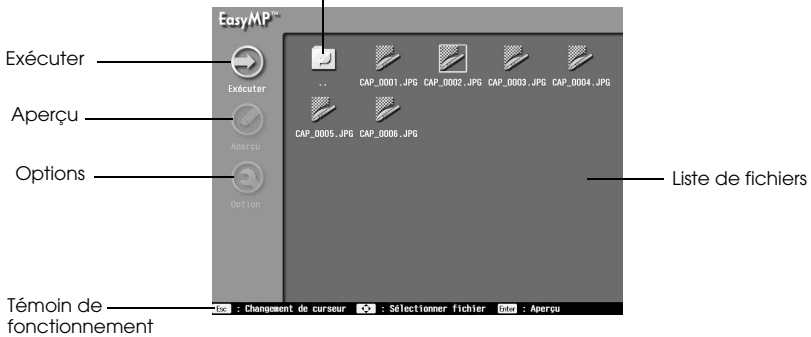 EasyMP™
Exécuter
Exécuter
..
CAP_0001.JPG CAP_0002.JPG CAP_0003.JPG CAP_0004.JPG
Aperçu
CAP_0005.JPG CAP_0006.JPG
Aperçu
Options
Liste de fichiers
Option
Témoin de
fonctionnement
Esc : Changement de curseur : Sélectionner fichier Enter : Aperçu